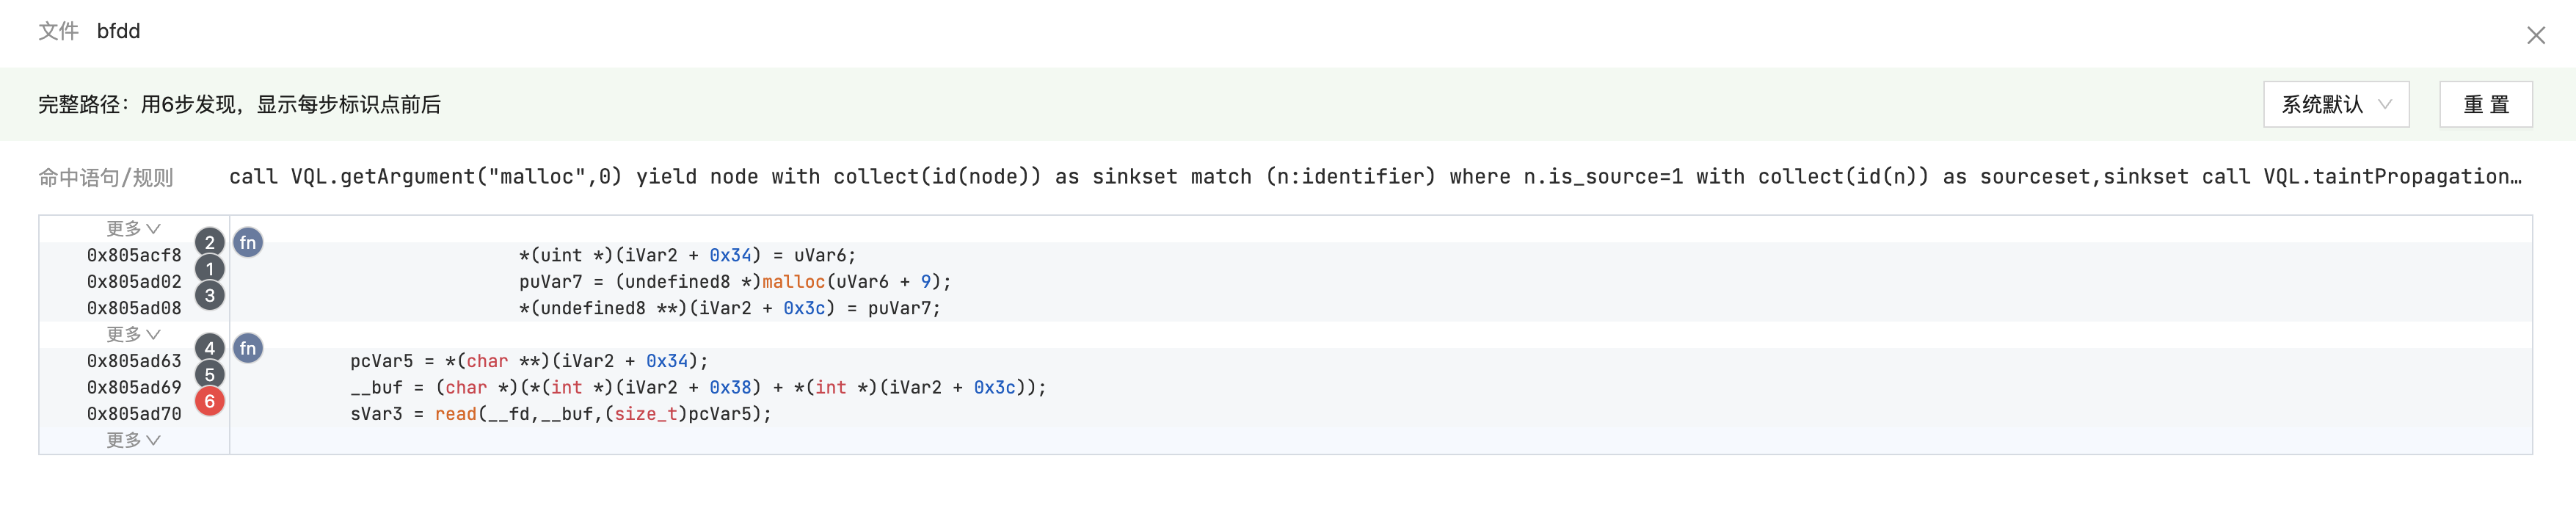 文件 bfdd
完整路径：用6步发现，显示每步标识点前后
系统默认
重 置
命中语句/规则 call VQL.getArgument("malloc",0) yield node with collect(id(node)) as sinkset match (n:identifier) where n.is_source=1 with collect(id(n)) as sourceset,sinkset call VQL.taintPropagation…
更多
0x805acf8 2 fn *(uint *)(iVar2 + 0x34) = uVar6;
0x805ad02 1 puVar7 = (undefined8 *)malloc(uVar6 + 9);
0x805ad08 3 *(undefined8 **)(iVar2 + 0x3c) = puVar7;
更多
0x805ad63 4 fn pcVar5 = *(char **)(iVar2 + 0x34);
0x805ad69 5 __buf = (char *)(*(int *)(iVar2 + 0x38) + *(int *)(iVar2 + 0x3c));
0x805ad70 6 sVar3 = read(__fd,__buf,(size_t)pcVar5);
更多